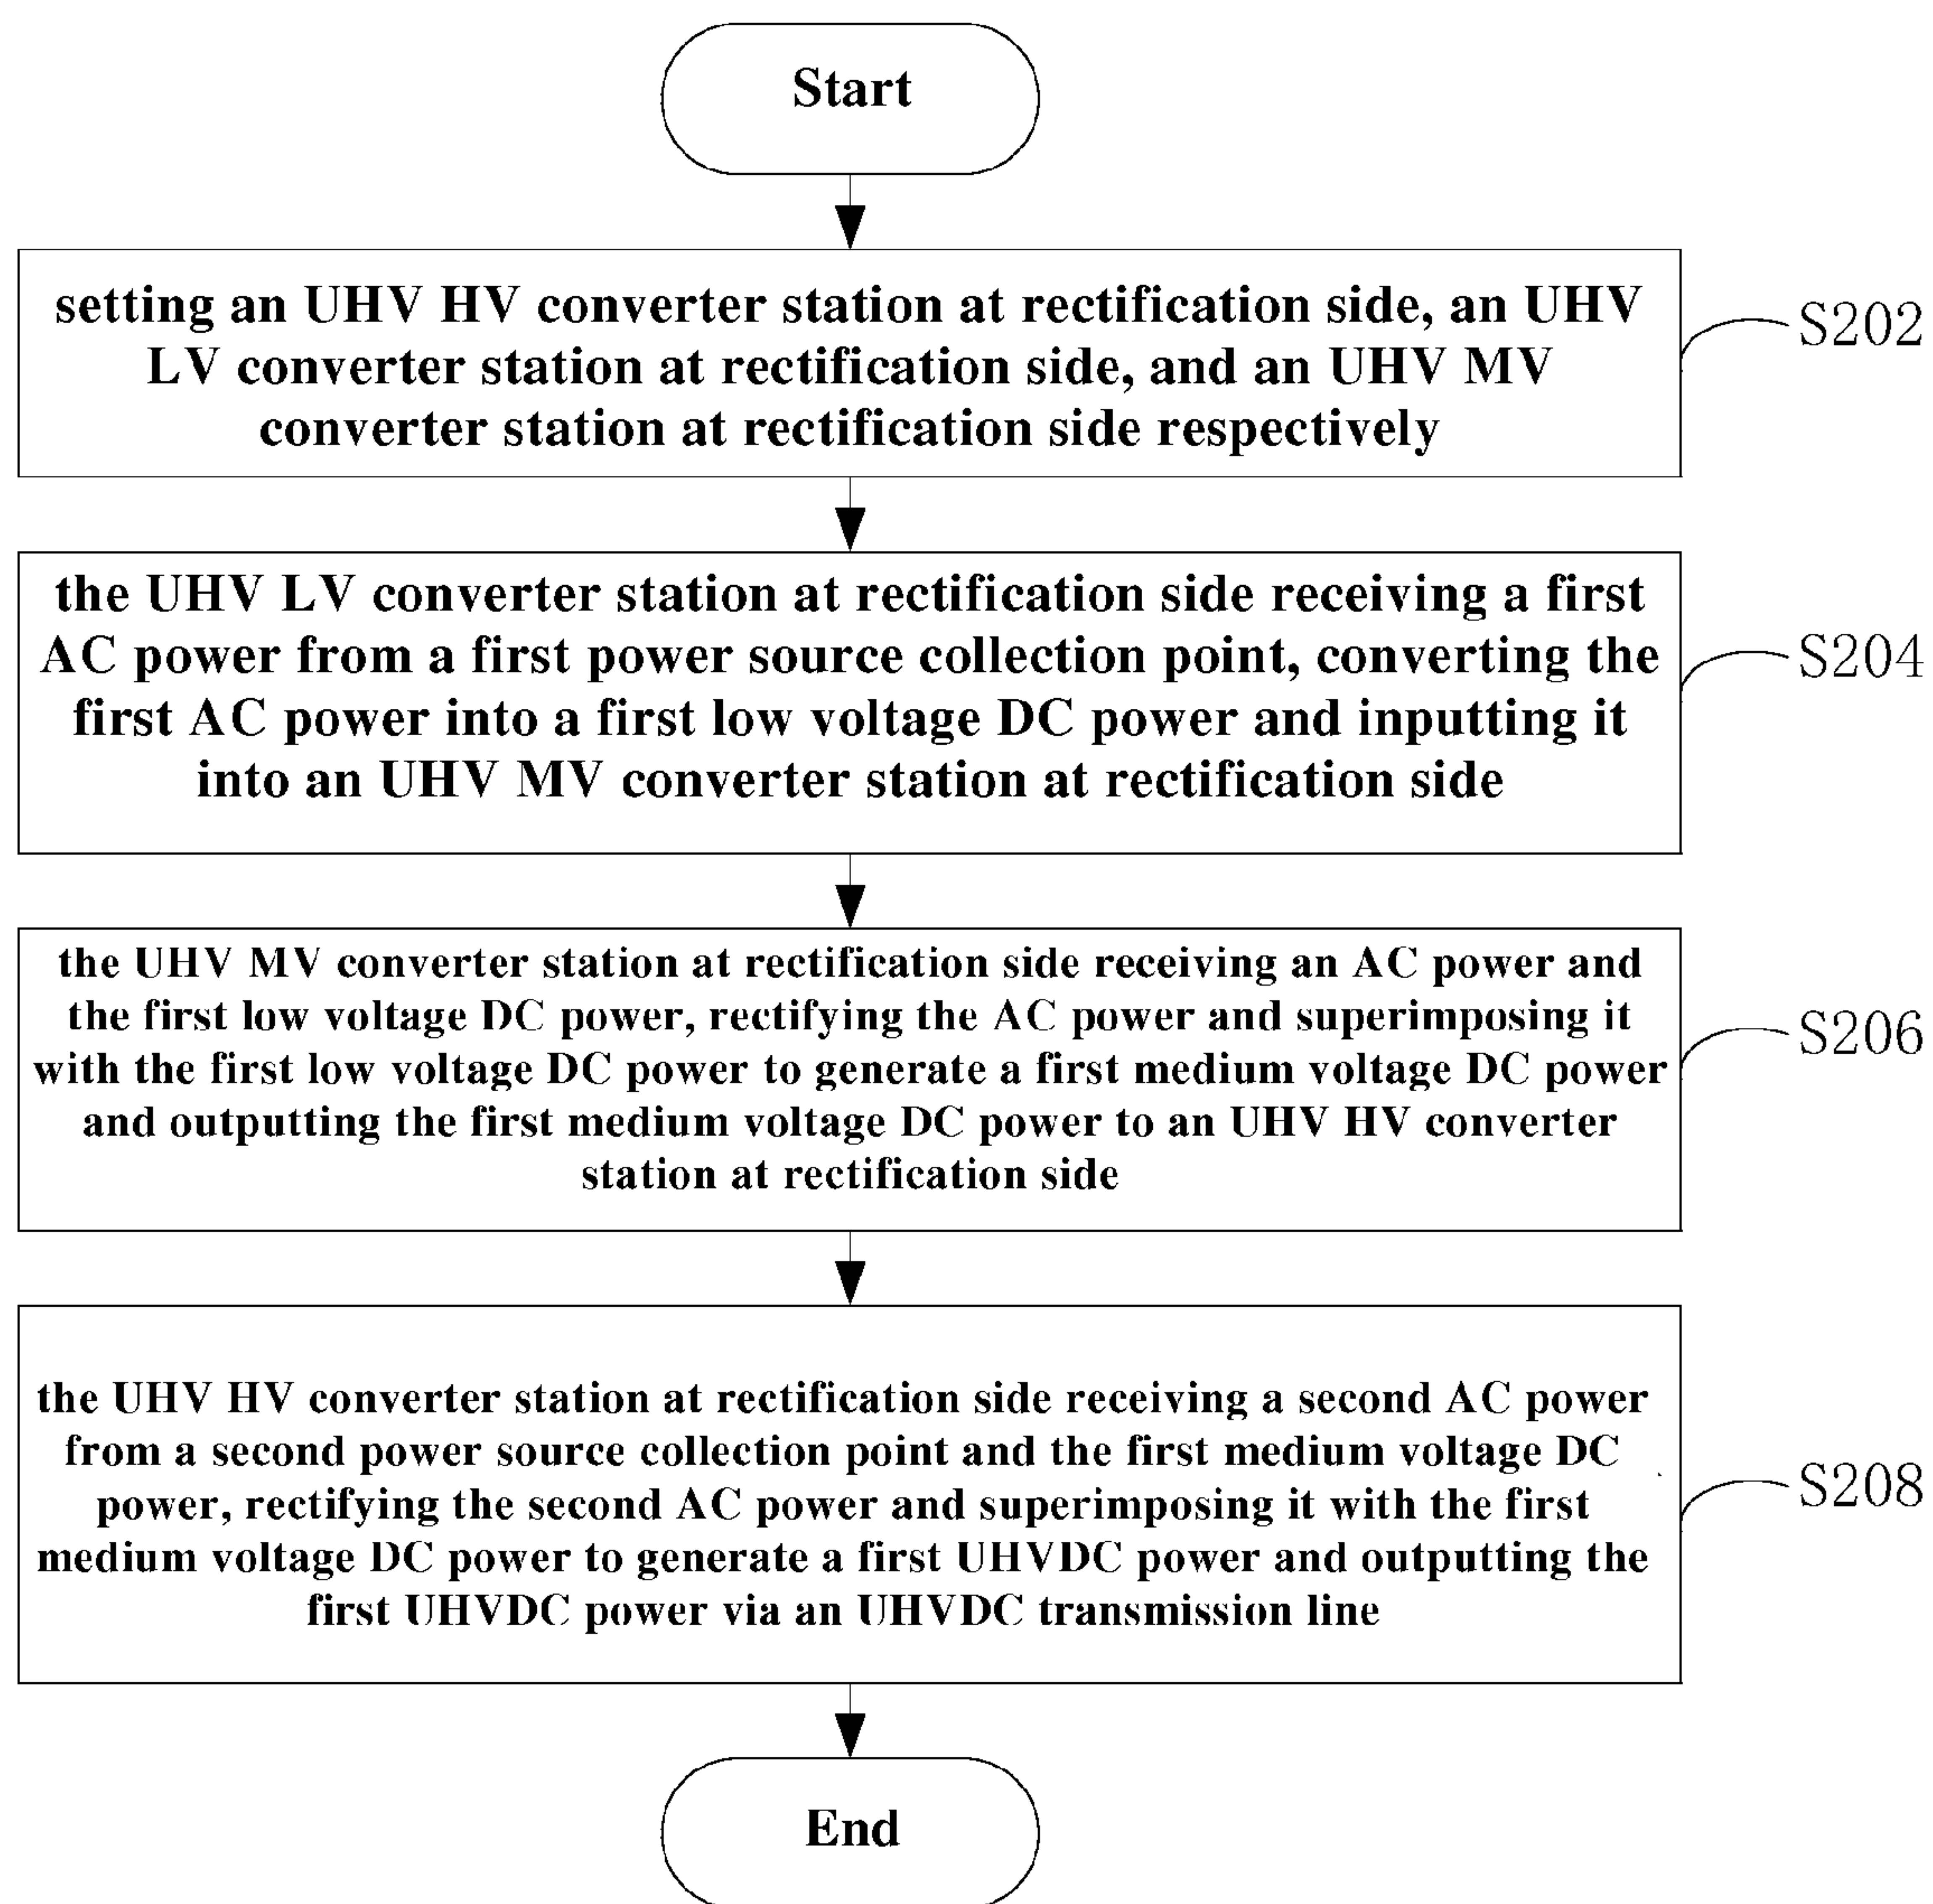 Start
setting an UHV HV converter station at rectification side, an UHV
LV converter station at rectification side, and an UHV MV
converter station at rectification side respectively
S202
the UHV LV converter station at rectification side receiving a first
AC power from a first power source collection point, converting the
first AC power into a first low voltage DC power and inputting it
into an UHV MV converter station at rectification side
S204
the UHV MV converter station at rectification side receiving an AC power and
the first low voltage DC power, rectifying the AC power and superimposing it
with the first low voltage DC power to generate a first medium voltage DC power
and outputting the first medium voltage DC power to an UHV HV converter
station at rectification side
S206
the UHV HV converter station at rectification side receiving a second AC power
from a second power source collection point and the first medium voltage DC
power, rectifying the second AC power and superimposing it with the first
medium voltage DC power to generate a first UHVDC power and outputting the
first UHVDC power via an UHVDC transmission line
S208
End